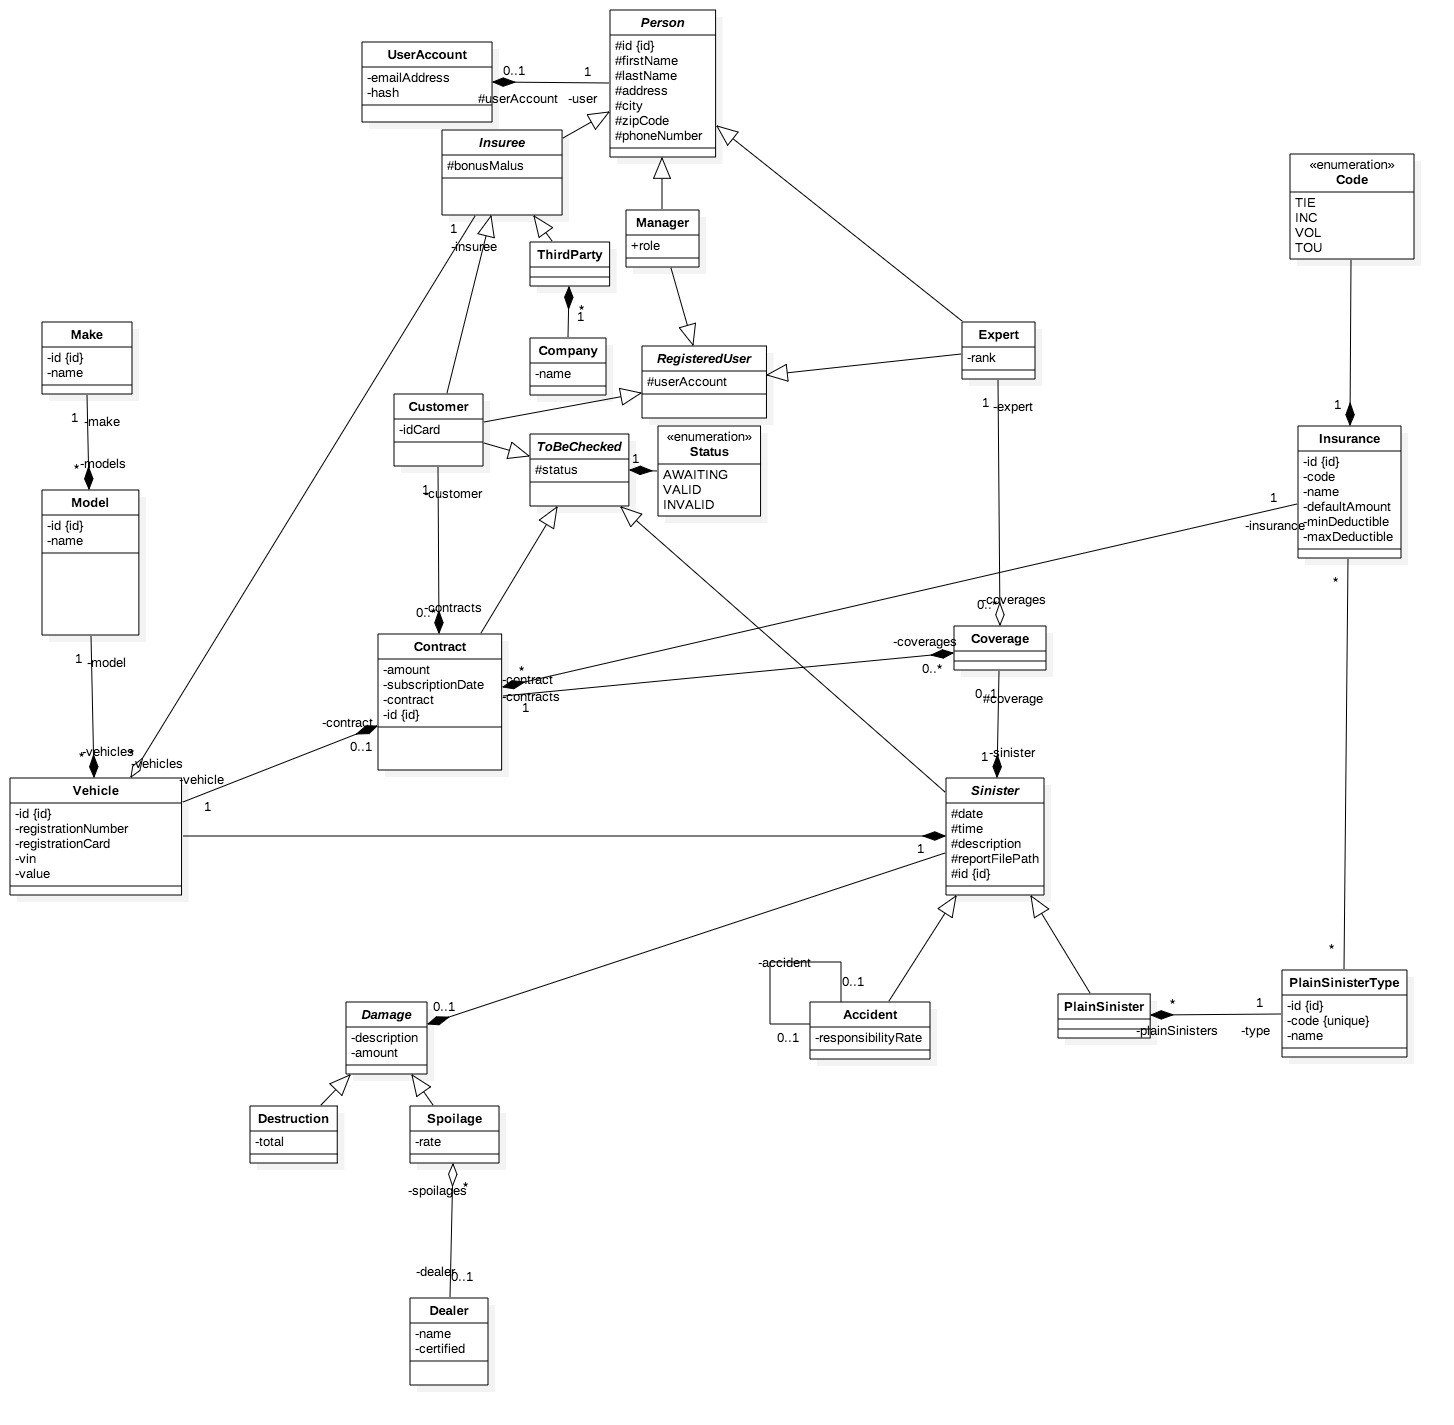 Person
#id {id}
#firstName
#lastName
#address
#city
#zipCode
#phoneNumber
UserAccount
-emailAddress
-hash
0..1
1
#userAccount
-user
Insuree
#bonusMalus
1
-insuree
ThirdParty
*
1
Company
-name
Manager
+role
«enumeration»
Code
TIE
INC
VOL
TOU
Make
-id {id}
-name
1
-make
*
-models
Model
-id {id}
-name
1
-model
RegisteredUser
#userAccount
Expert
-rank
1
-expert
Customer
-idCard
1
-customer
ToBeChecked
#status
1
«enumeration»
Status
AWAITING
VALID
INVALID
1
Insurance
-id {id}
-code
-name
-defaultAmount
-minDeductible
-maxDeductible
1
-insurance
*
0..*
-contracts
0..*
-coverages
Contract
-amount
-subscriptionDate
-contract
-id {id}
*
-contract
-contracts
1
-coverages
0..*
Coverage
0..1
#coverage
-contract
0..1
*
-vehicles
*
-vehicles
-vehicle
1
Vehicle
-id {id}
-registrationNumber
-registrationCard
-vin
-value
1
-sinister
Sinister
#date
#time
#description
#reportFilePath
#id {id}
1
*
-accident
0..1
0..1
Accident
-responsibilityRate
PlainSinister
*
-plainSinisters
1
-type
PlainSinisterType
-id {id}
-code {unique}
-name
Damage
-description
-amount
0..1
Destruction
-total
Spoilage
-rate
-spoilages
*
-dealer
0..1
Dealer
-name
-certified